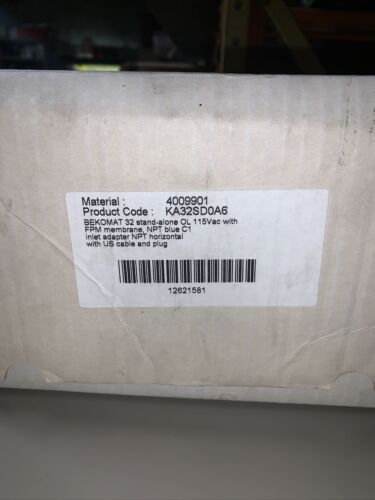 Material : 4009901
Product Code : KA32SD0A6
BEKOMAT 32 stand-alone OL 115Vac with
FPM membrane, NPT blue C1
inlet adapter NPT horizontal
with US cable and plug
12621581